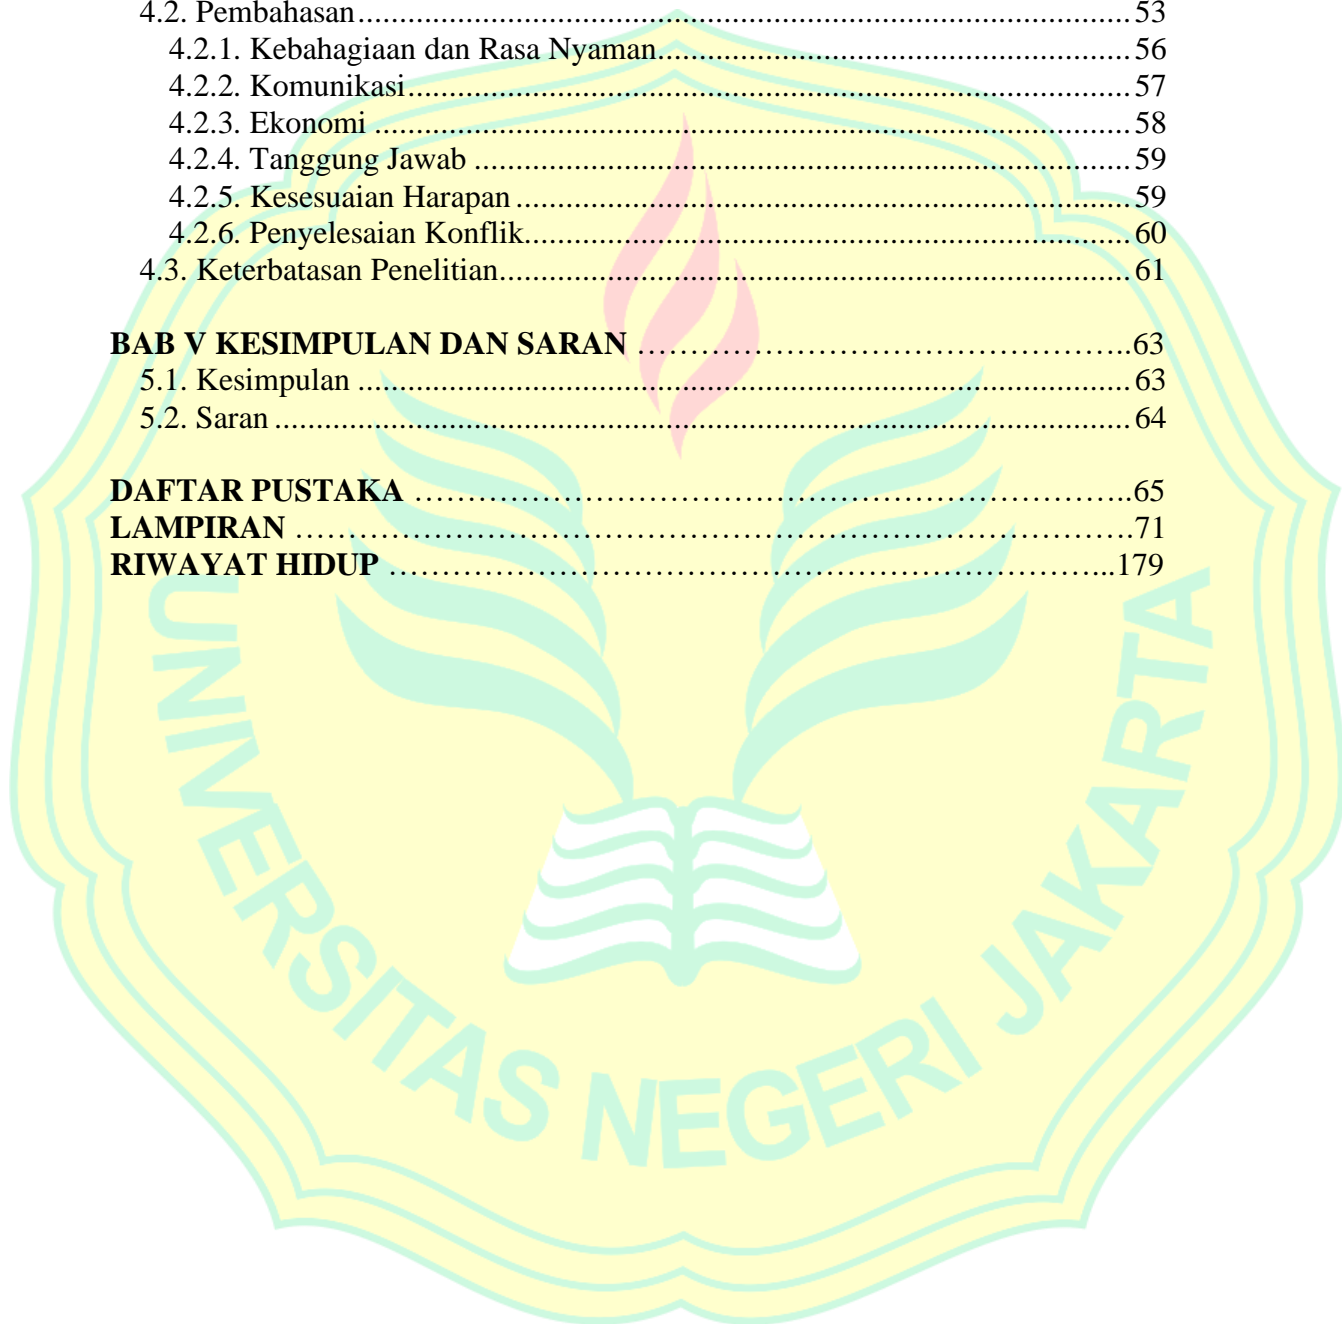 4.2. Pembahasan....................................................................................................53
4.2.1. Kebahagiaan dan Rasa Nyaman...............................................................56
4.2.2. Komunikasi..............................................................................................57
4.2.3. Ekonomi ..................................................................................................58
4.2.4. Tanggung Jawab ......................................................................................59
4.2.5. Kesesuaian Harapan .................................................................................59
4.2.6. Penyelesaian Konflik................................................................................60
4.3. Keterbatasan Penelitian...................................................................................61
BAB V KESIMPULAN DAN SARAN ………………………………………………..63
5.1. Kesimpulan .....................................................................................................63
5.2. Saran ...............................................................................................................64
DAFTAR PUSTAKA ……………………………………………………………………..65
LAMPIRAN ………………………………………………………………………………….71
RIWAYAT HIDUP ……………………………………………………………………...179
UNIVERSITAS NEGERI JAKARTA